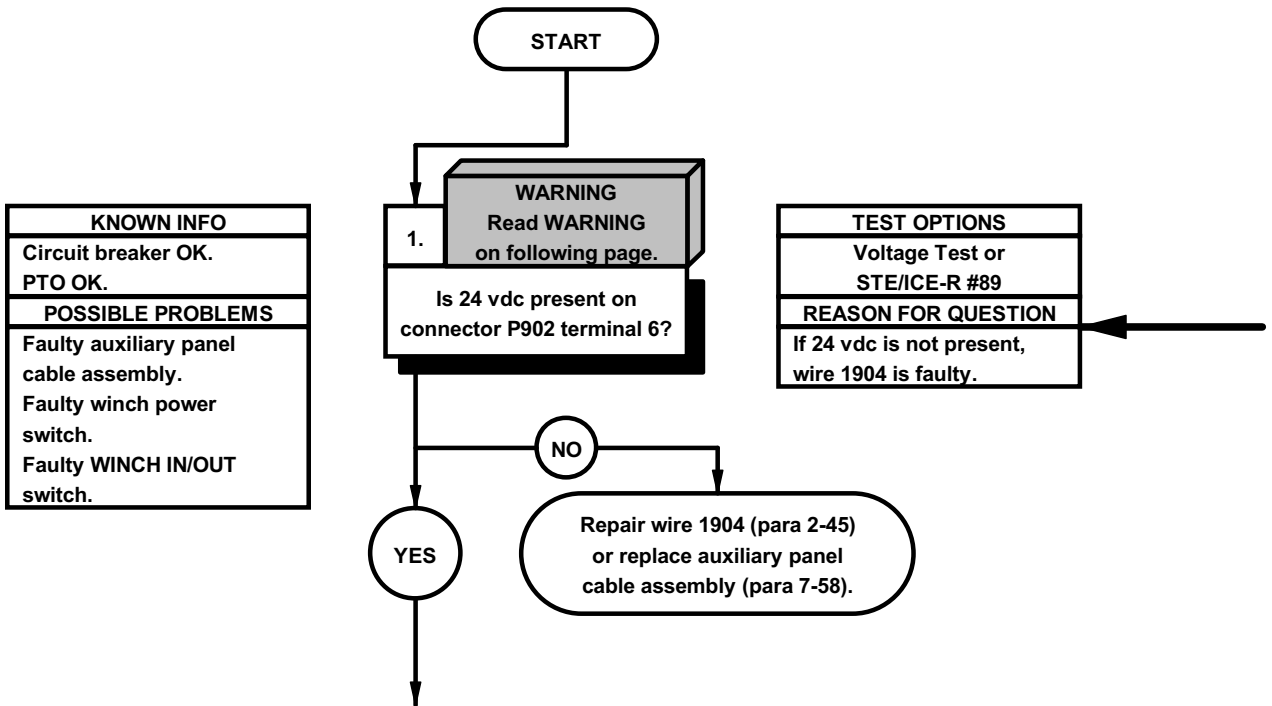 START
KNOWN INFO
Circuit breaker OK.
PTO OK.
POSSIBLE PROBLEMS
Faulty auxiliary panel
cable assembly.
Faulty winch power
switch.
Faulty WINCH IN/OUT
switch.
1.
WARNING
Read WARNING
on following page.
Is 24 vdc present on
connector P902 terminal 6?
TEST OPTIONS
Voltage Test or
STE/ICE-R #89
REASON FOR QUESTION
If 24 vdc is not present,
wire 1904 is faulty.
NO
YES
Repair wire 1904 (para 2-45)
or replace auxiliary panel
cable assembly (para 7-58).